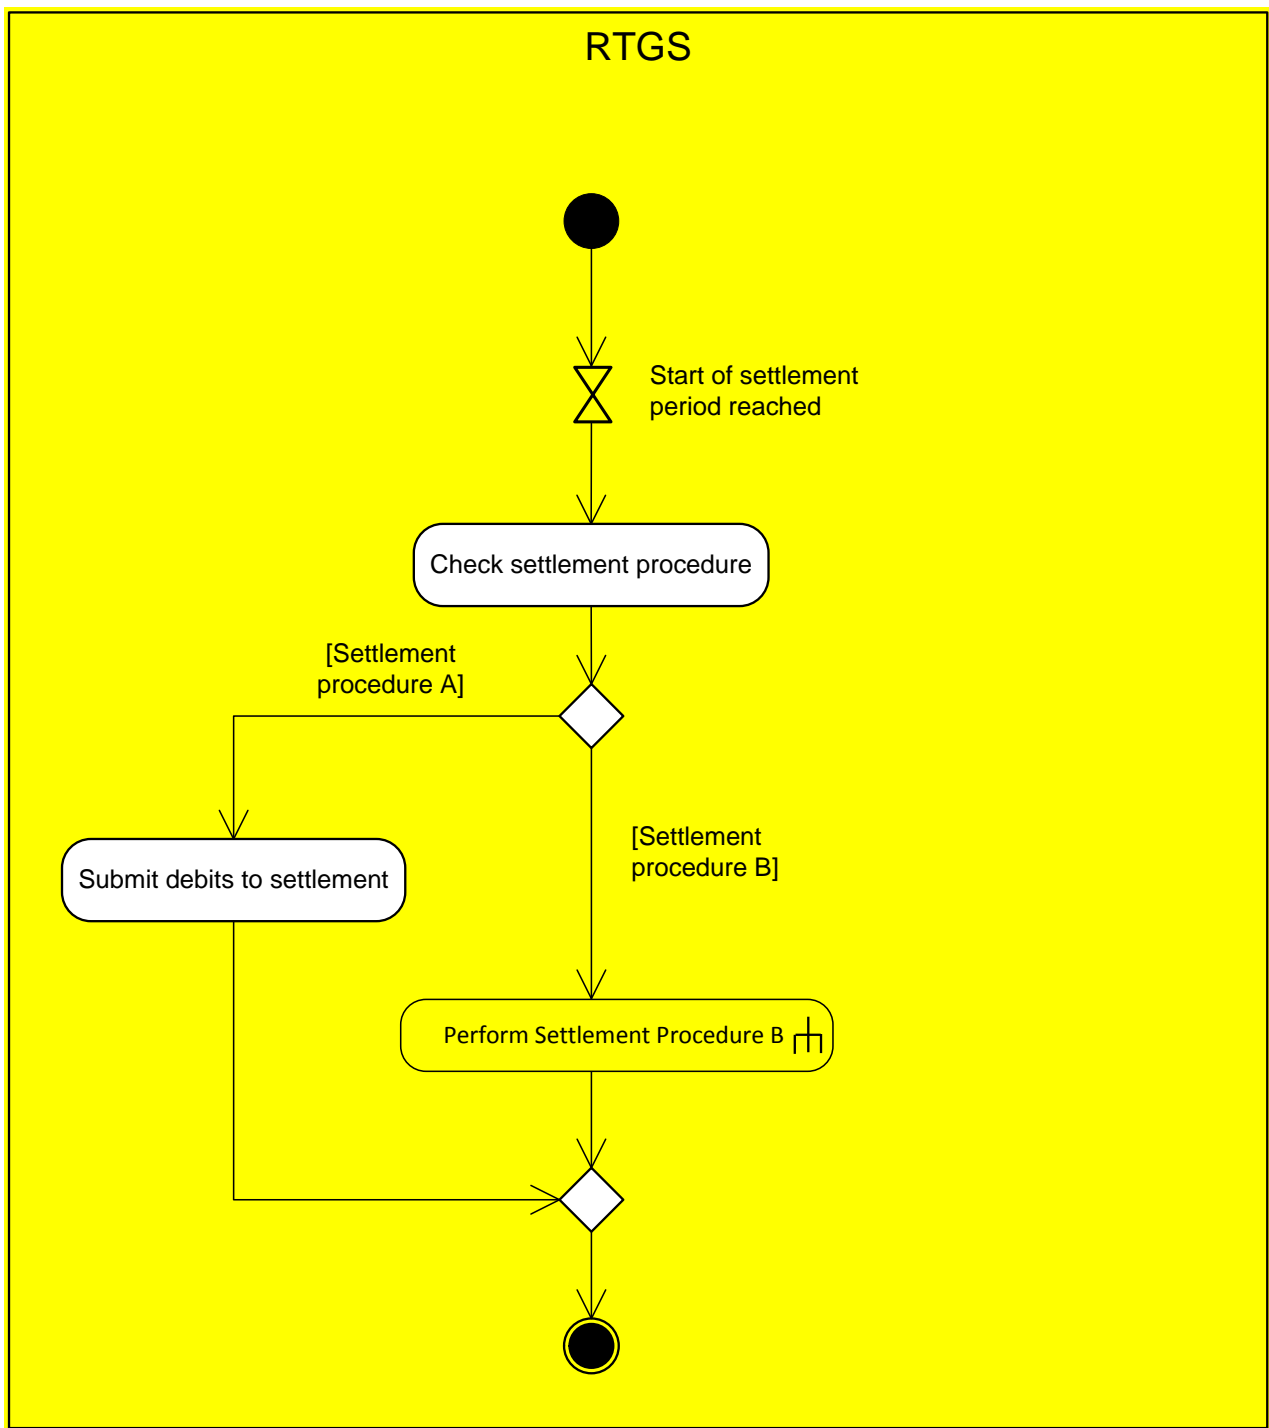 RTGS
Start of settlement
period reached
Check settlement procedure
[Settlement
procedure A]
[Settlement
procedure B]
Submit debits to settlement
Perform Settlement Procedure B